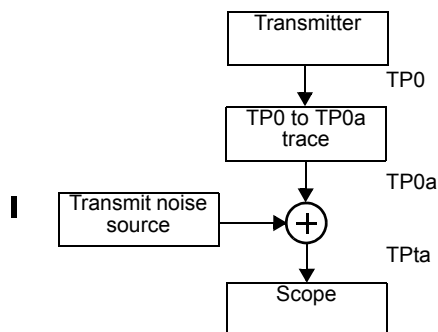 Transmitter
TP0
TP0 to TP0a
trace
TP0a
Transmit noise
source
+
TPta
Scope